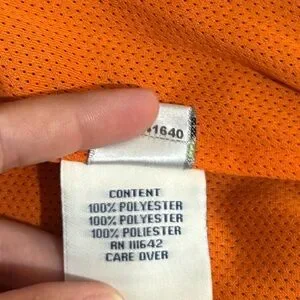 1640
CONTENT
100% POLYESTER
100% POLYESTER
100% POLIESTER
RN 111642
CARE OVER